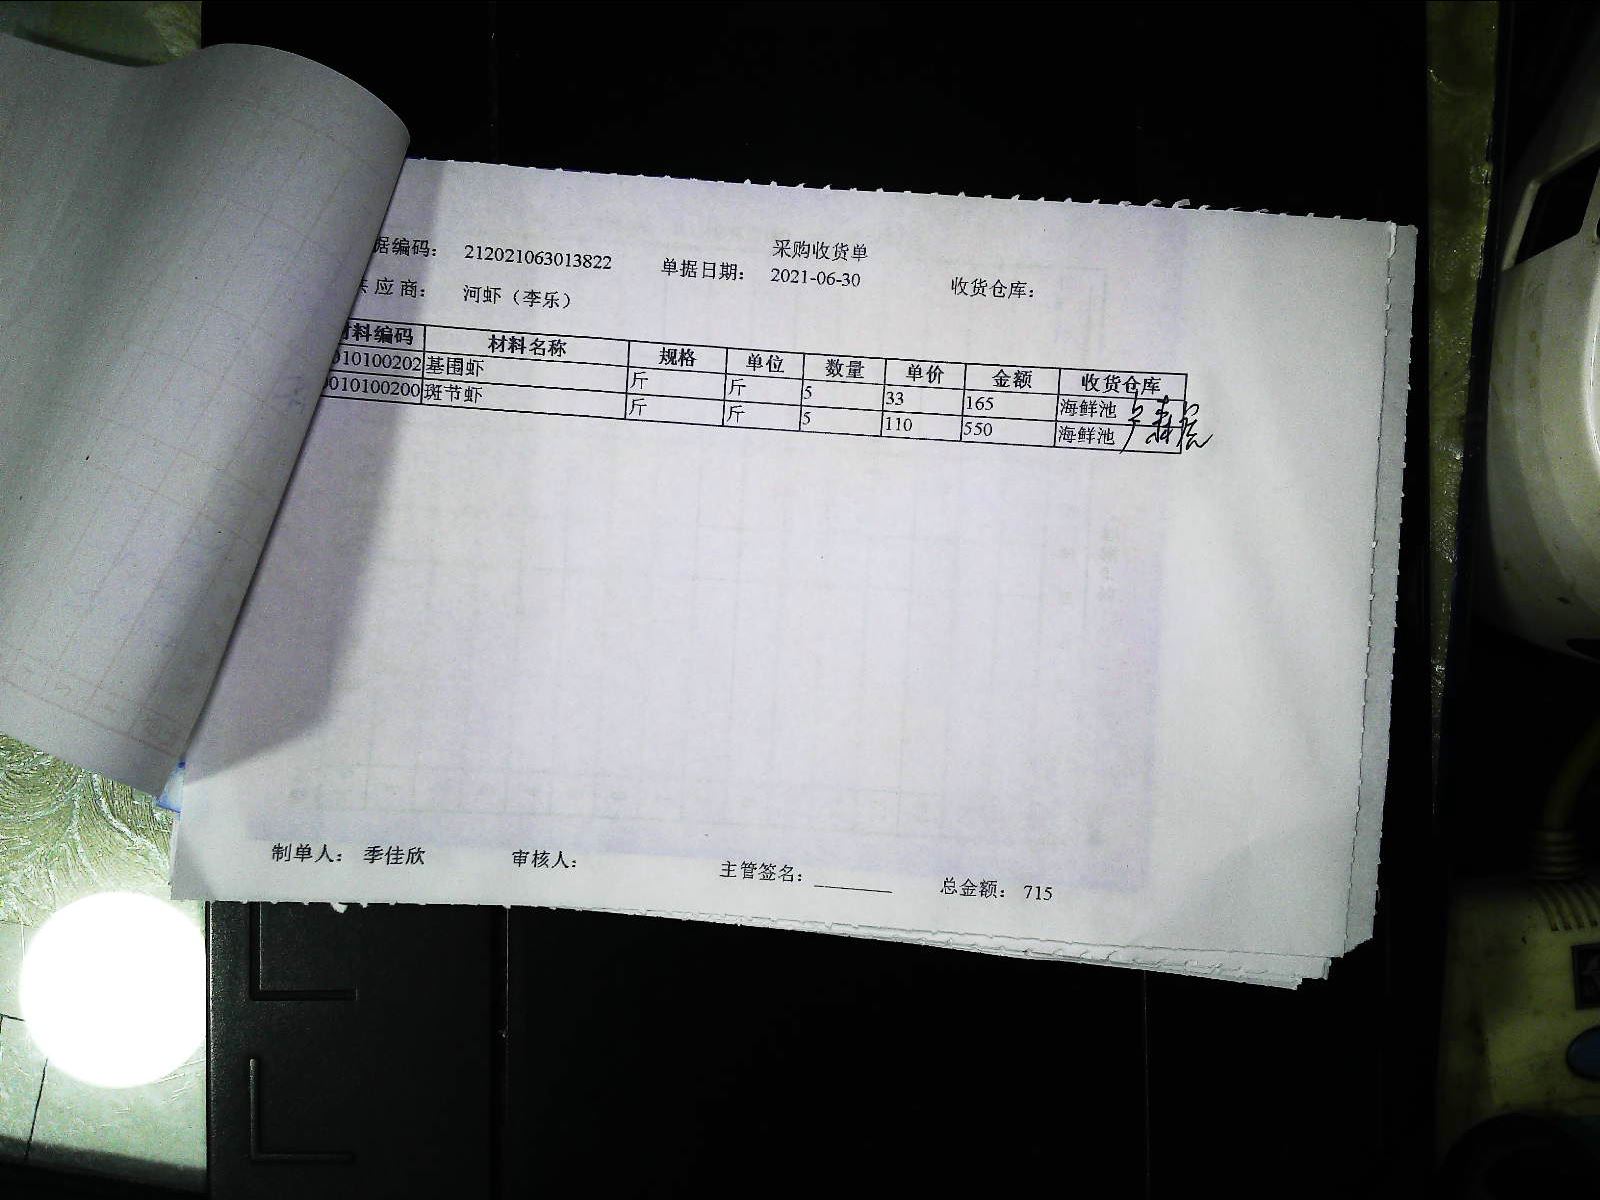 采购收货单
据编码： 212021063013822 单据日期： 2021-06-30 收货仓库：
应商： 河虾（李乐）
材料编码 材料名称 规格 单位 数量 单价 金额 收货仓库
010100202 基围虾 斤 斤 5 33 165 海鲜池
010100200 斑节虾 斤 斤 5 110 550 海鲜池
制单人： 季佳欣 审核人： 主管签名： 总金额： 715